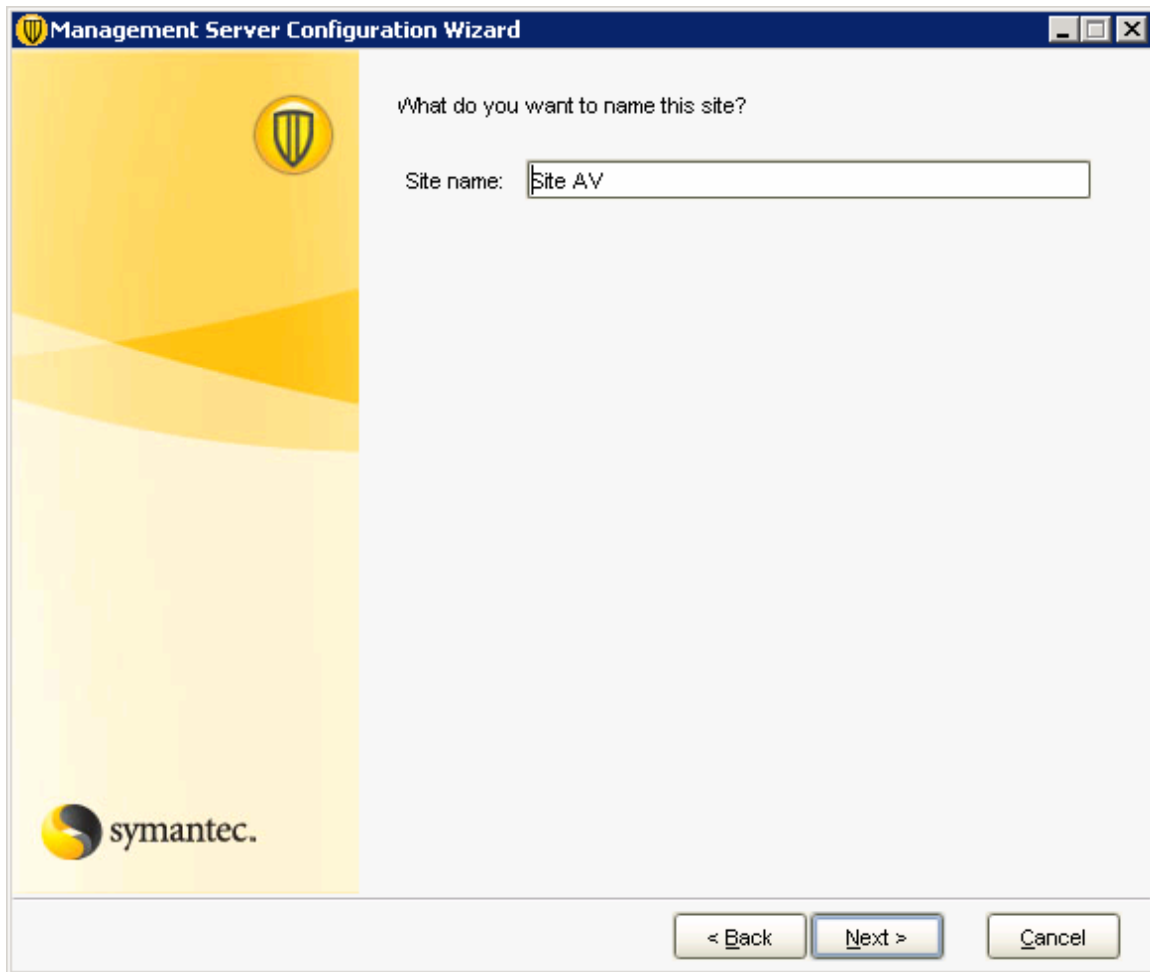 Management Server Configuration Wizard
What do you want to name this site?
Site name: Site AV
symantec.
< Back Next > Cancel